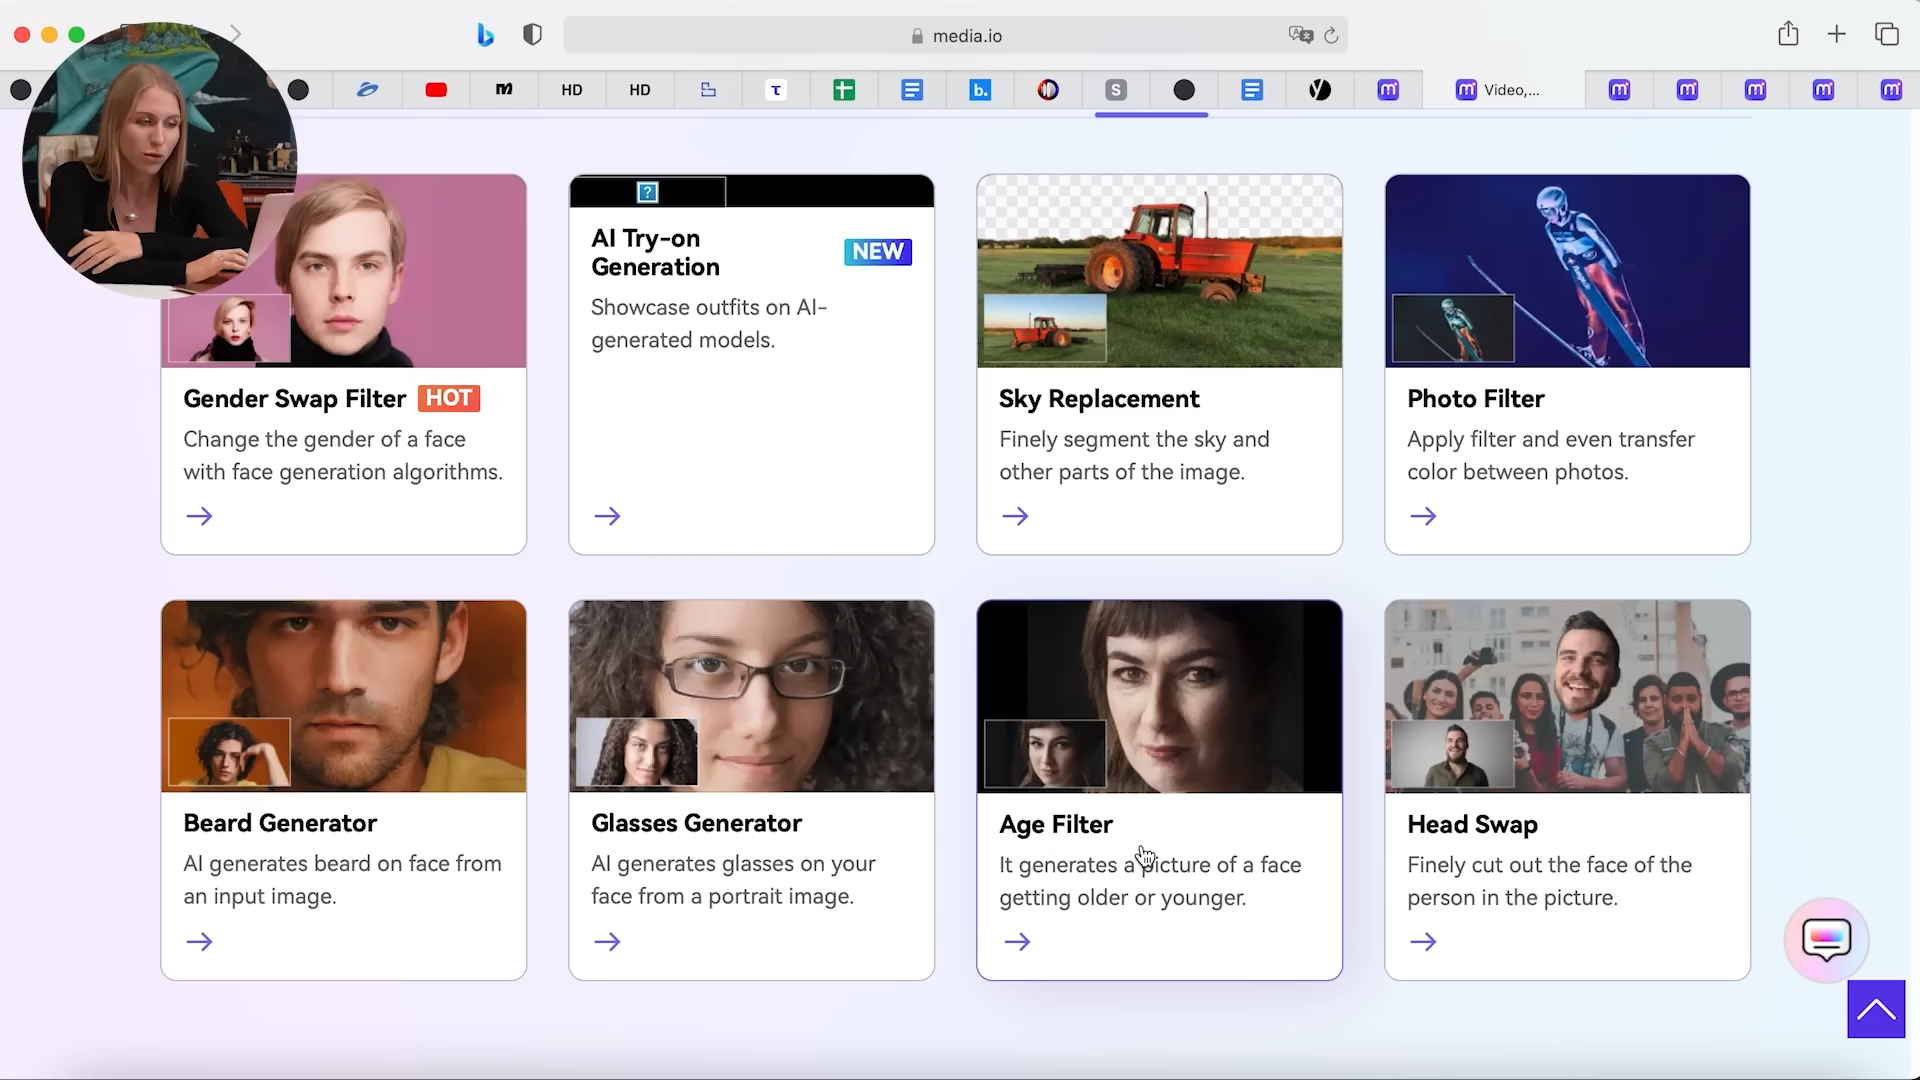 media.io
HD
HD
T
b.
S
Video,...
?
AI Try-on
Generation
NEW
Showcase outfits on AI-
generated models.
Gender Swap Filter HOT
Change the gender of a face
with face generation algorithms.
Sky Replacement
Finely segment the sky and
other parts of the image.
Photo Filter
Apply filter and even transfer
color between photos.
Beard Generator
AI generates beard on face from
an input image.
Glasses Generator
AI generates glasses on your
face from a portrait image.
Age Filter
It generates a picture of a face
getting older or younger.
Head Swap
Finely cut out the face of the
person in the picture.